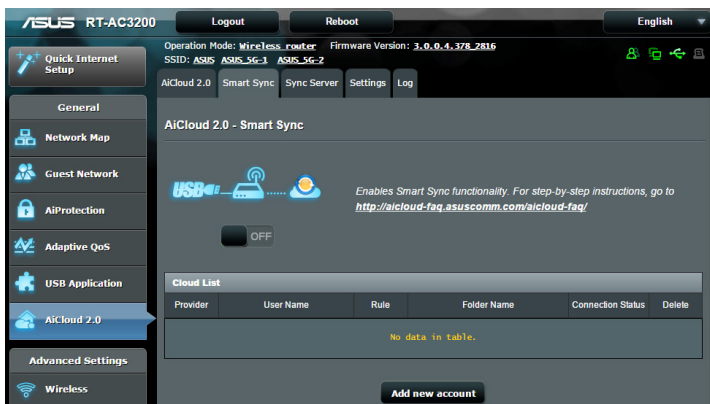 ASUS RT-AC3200 Logout Reboot English
Quick Internet Setup
Operation Mode: Wireless router Firmware Version: 3.0.0.4.378_2816
SSID: ASUS ASUS_5G-1 ASUS_5G-2
AiCloud 2.0 Smart Sync Sync Server Settings Log
General
Network Map
Guest Network
AiProtection
Adaptive QoS
USB Application
AiCloud 2.0
Advanced Settings
Wireless
AiCloud 2.0 - Smart Sync
USB
Enables Smart Sync functionality. For step-by-step instructions, go to
http://aicloud-faq.asuscomm.com/aicloud-faq/
OFF
Cloud List
Provider User Name Rule Folder Name Connection Status Delete
No data in table.
Add new account